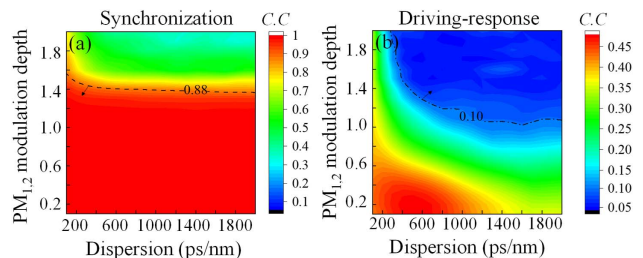 Synchronization
C.C
Driving-response
C.C
(a)
(b)
PM1,2 modulation depth
1.8
1.4
1.0
0.6
0.2
0.88
200 600 1000 1400 1800
Dispersion (ps/nm)
1
0.9
0.8
0.7
0.6
0.5
0.4
0.3
0.2
0.1
PM1,2 modulation depth
1.8
1.4
1.0
0.6
0.2
0.10
200 600 1000 1400 1800
Dispersion (ps/nm)
0.45
0.40
0.35
0.30
0.25
0.20
0.15
0.10
0.05